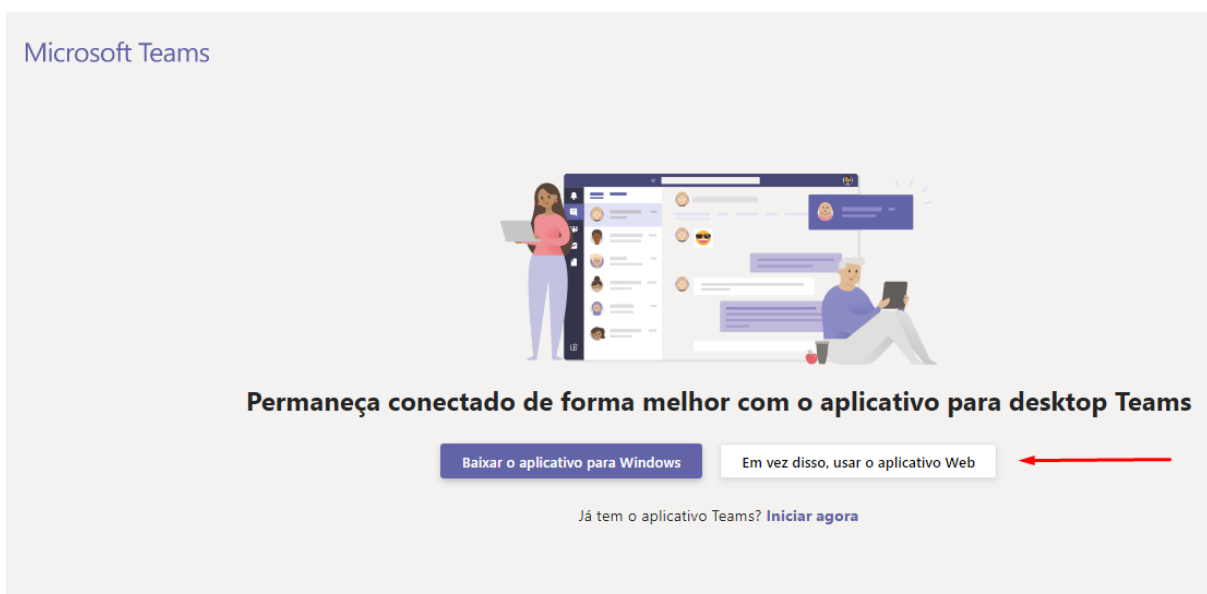 Microsoft Teams
Permaneça conectado de forma melhor com o aplicativo para desktop Teams
Baixar o aplicativo para Windows
Em vez disso, usar o aplicativo Web
Já tem o aplicativo Teams? Iniciar agora